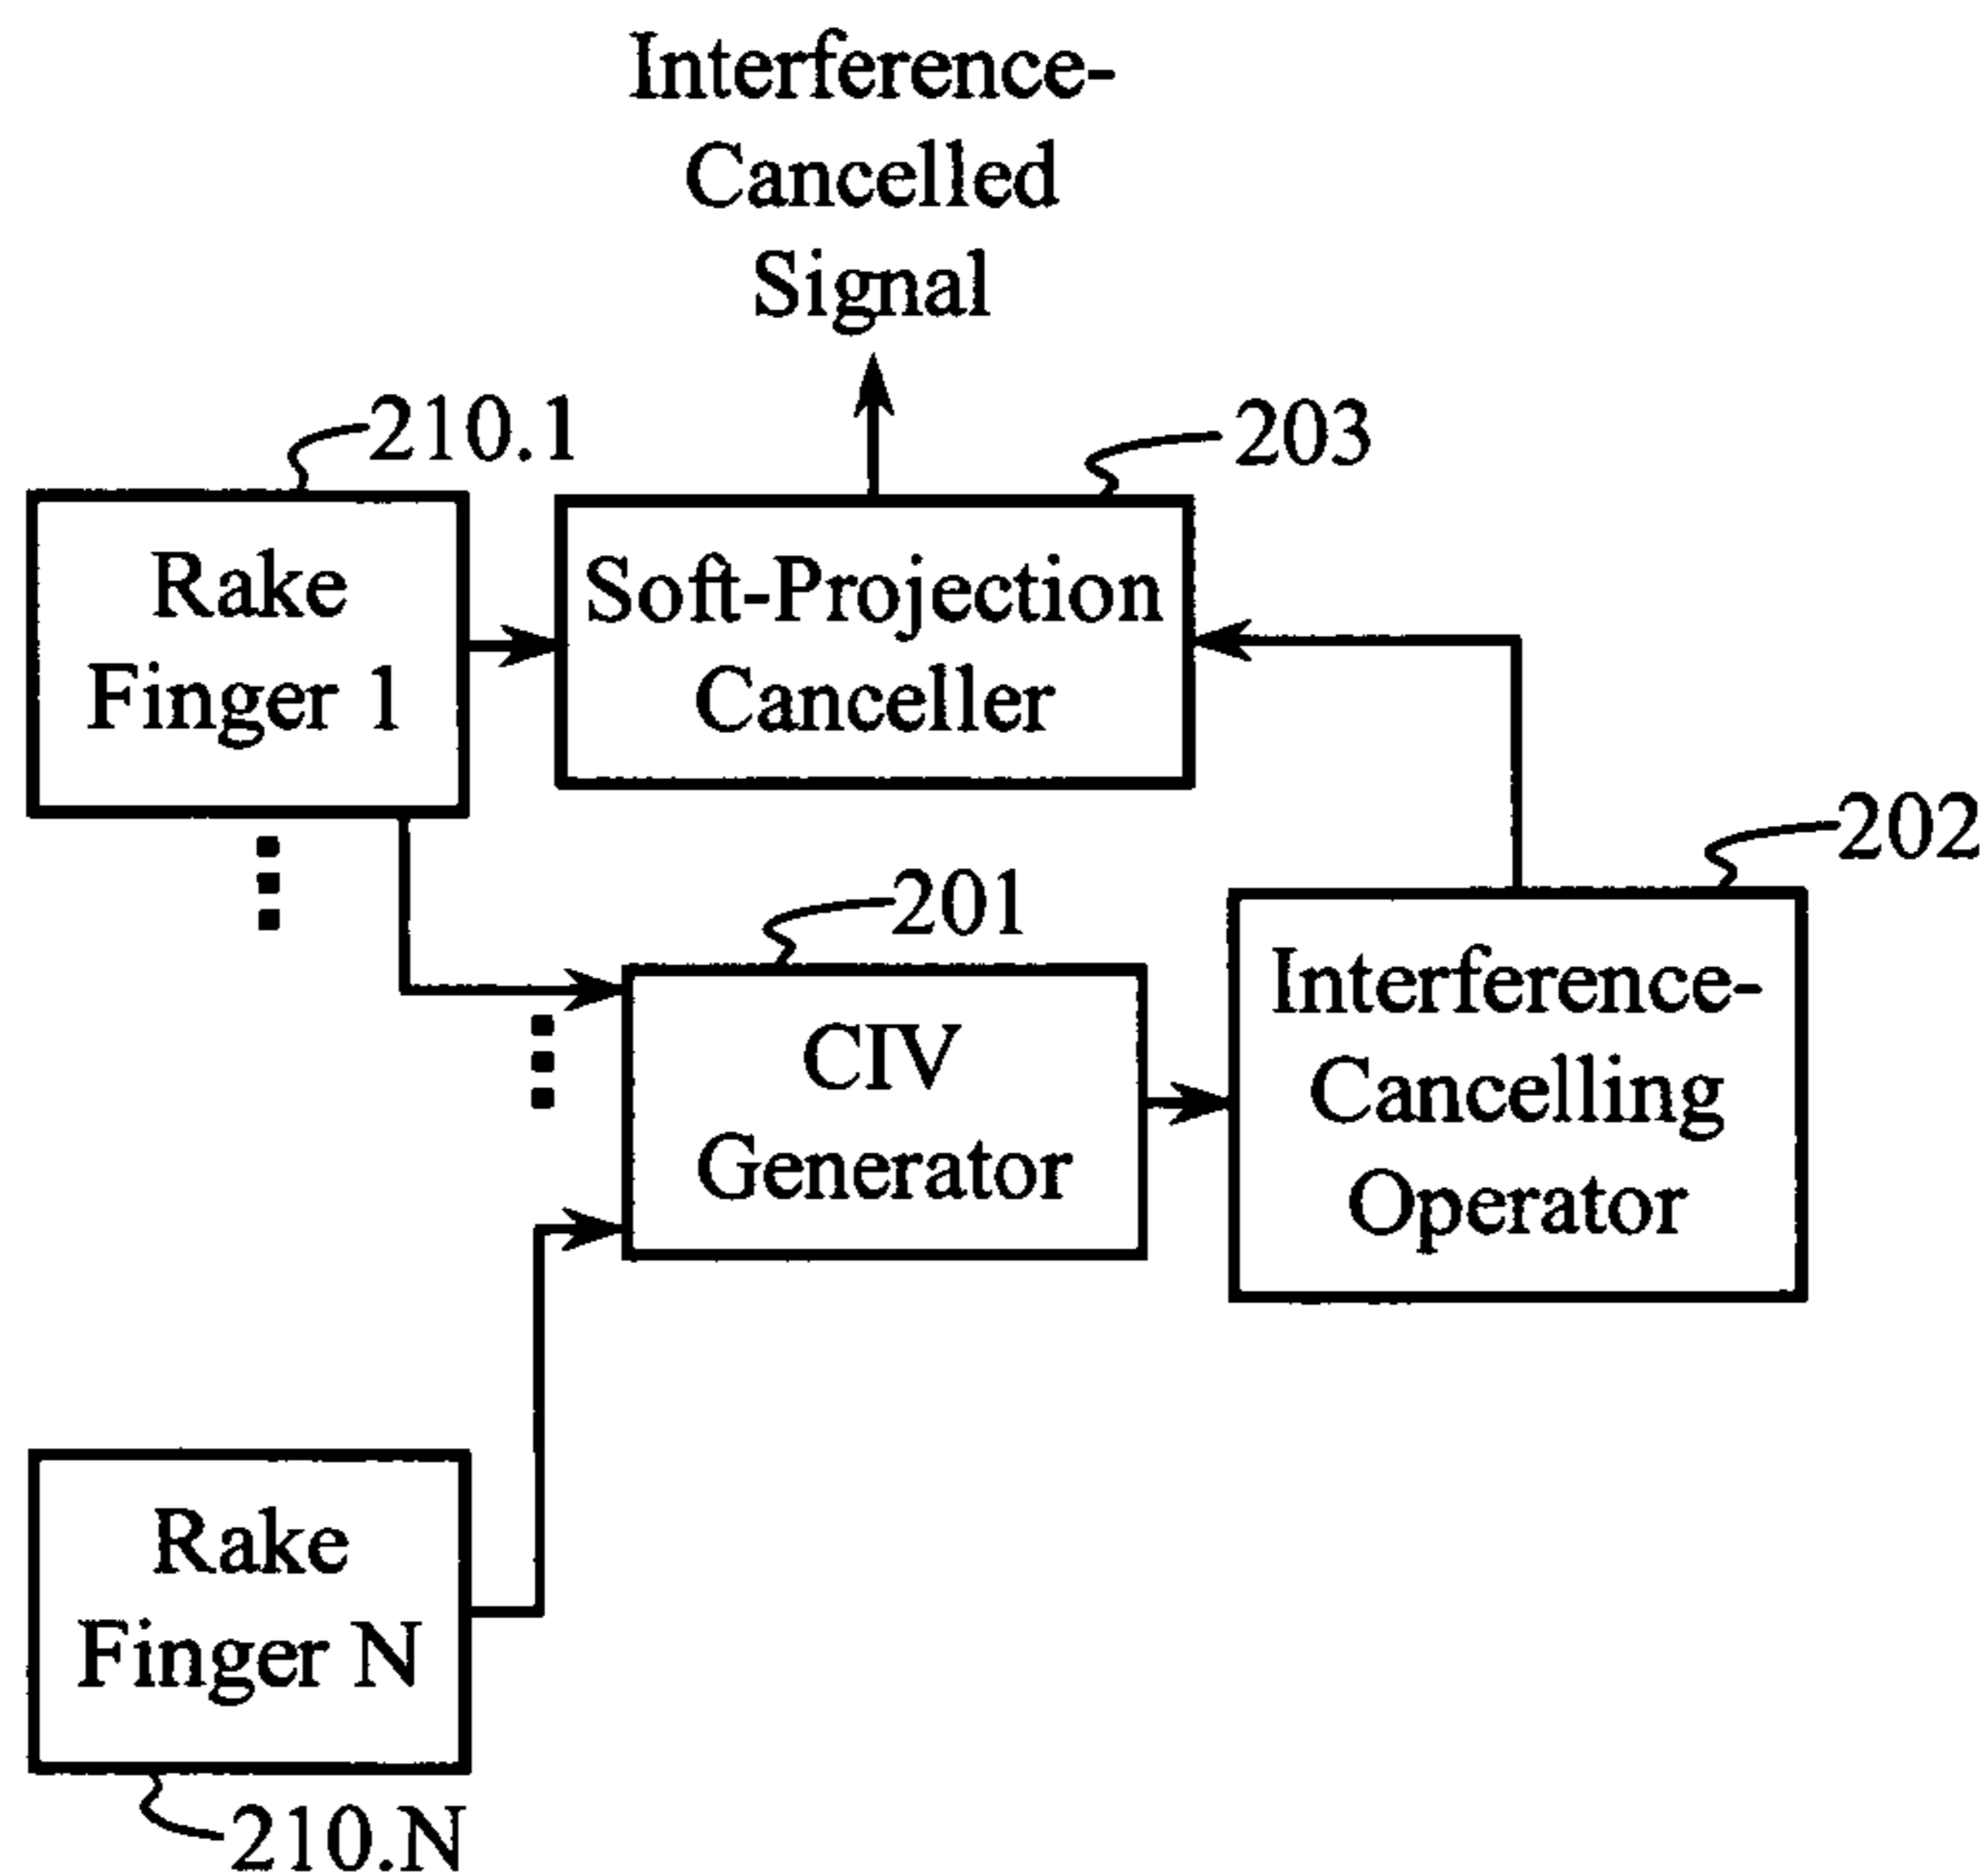 Interference-
Cancelled
Signal
210.1
203
Rake
Finger 1
Soft-Projection
Canceller
202
201
CIV
Generator
Interference-
Cancelling
Operator
Rake
Finger N
210.N